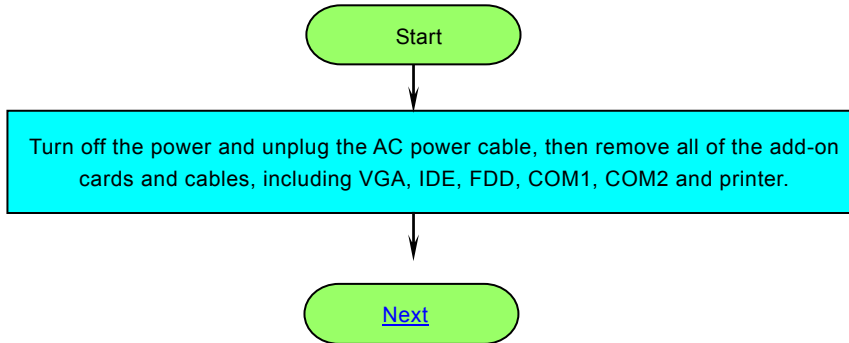 Start
Turn off the power and unplug the AC power cable, then remove all of the add-on
cards and cables, including VGA, IDE, FDD, COM1, COM2 and printer.
Next